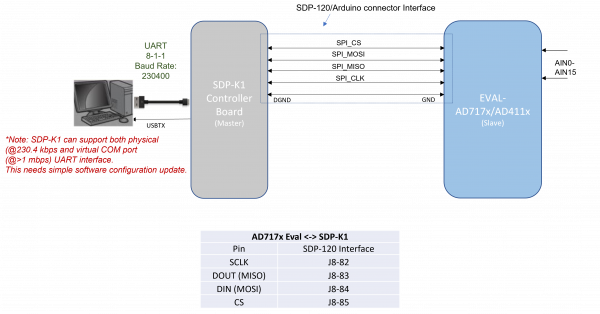 SDP-120/Arduino connector Interface
UART
8-1-1
Baud Rate:
230400
SPI_CS
SPI_MOSI
SPI_MISO
SPI_CLK
DGND
GND
SDP-K1
Controller
Board
(Master)
EVAL-
AD717x/AD411x
(Slave)
AIN0-
AIN15
USBTX
*Note: SDP-K1 can support both physical
(@230.4 kbps and virtual COM port
(@>1 mbps) UART interface.
This needs simple software configuration update.
AD717x Eval <-> SDP-K1
Pin SDP-120 Interface
SCLK J8-82
DOUT (MISO) J8-83
DIN (MOSI) J8-84
CS J8-85